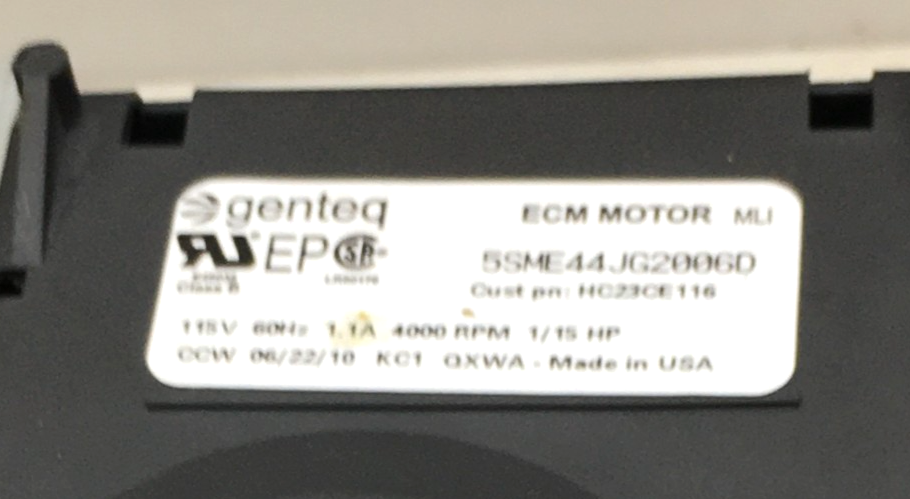 genteq ECM MOTOR MLI
EP 5SME44JG2006D
Class B Cust pn: HC23CE116
115V 60Hz 1.1A 4000 RPM 1/15 HP
CCW 06/22/10 KC1 QXWA - Made in USA